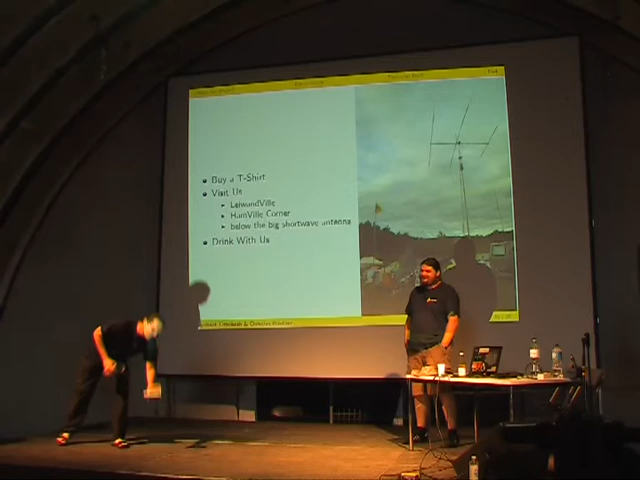 Buy a T-Shirt
Visit Us
LeiwandVille
HamVille Corner
below the big shortwave antenna
Drink With Us